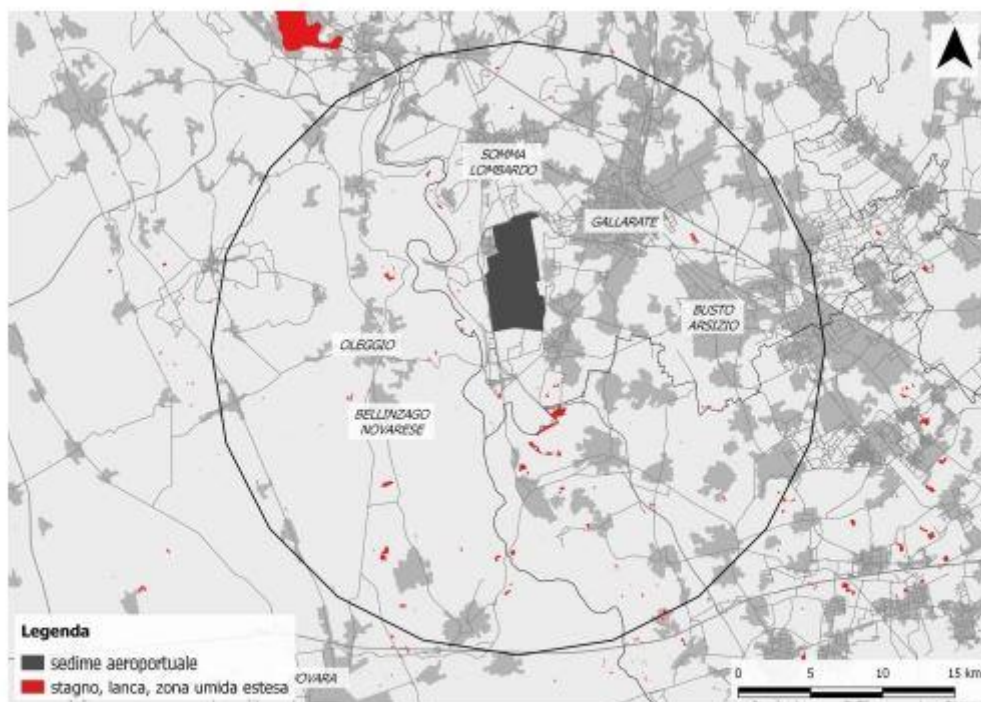 SOMMA
LOMBARDO
GALLARATE
BUSTO
ARSIZIO
OLEGGIO
BELLINZAGO
NOVARESE
Legenda
sedime aeroportuale
stagno, lanca, zona umida estesa
OVARA
0 5 10 15 km